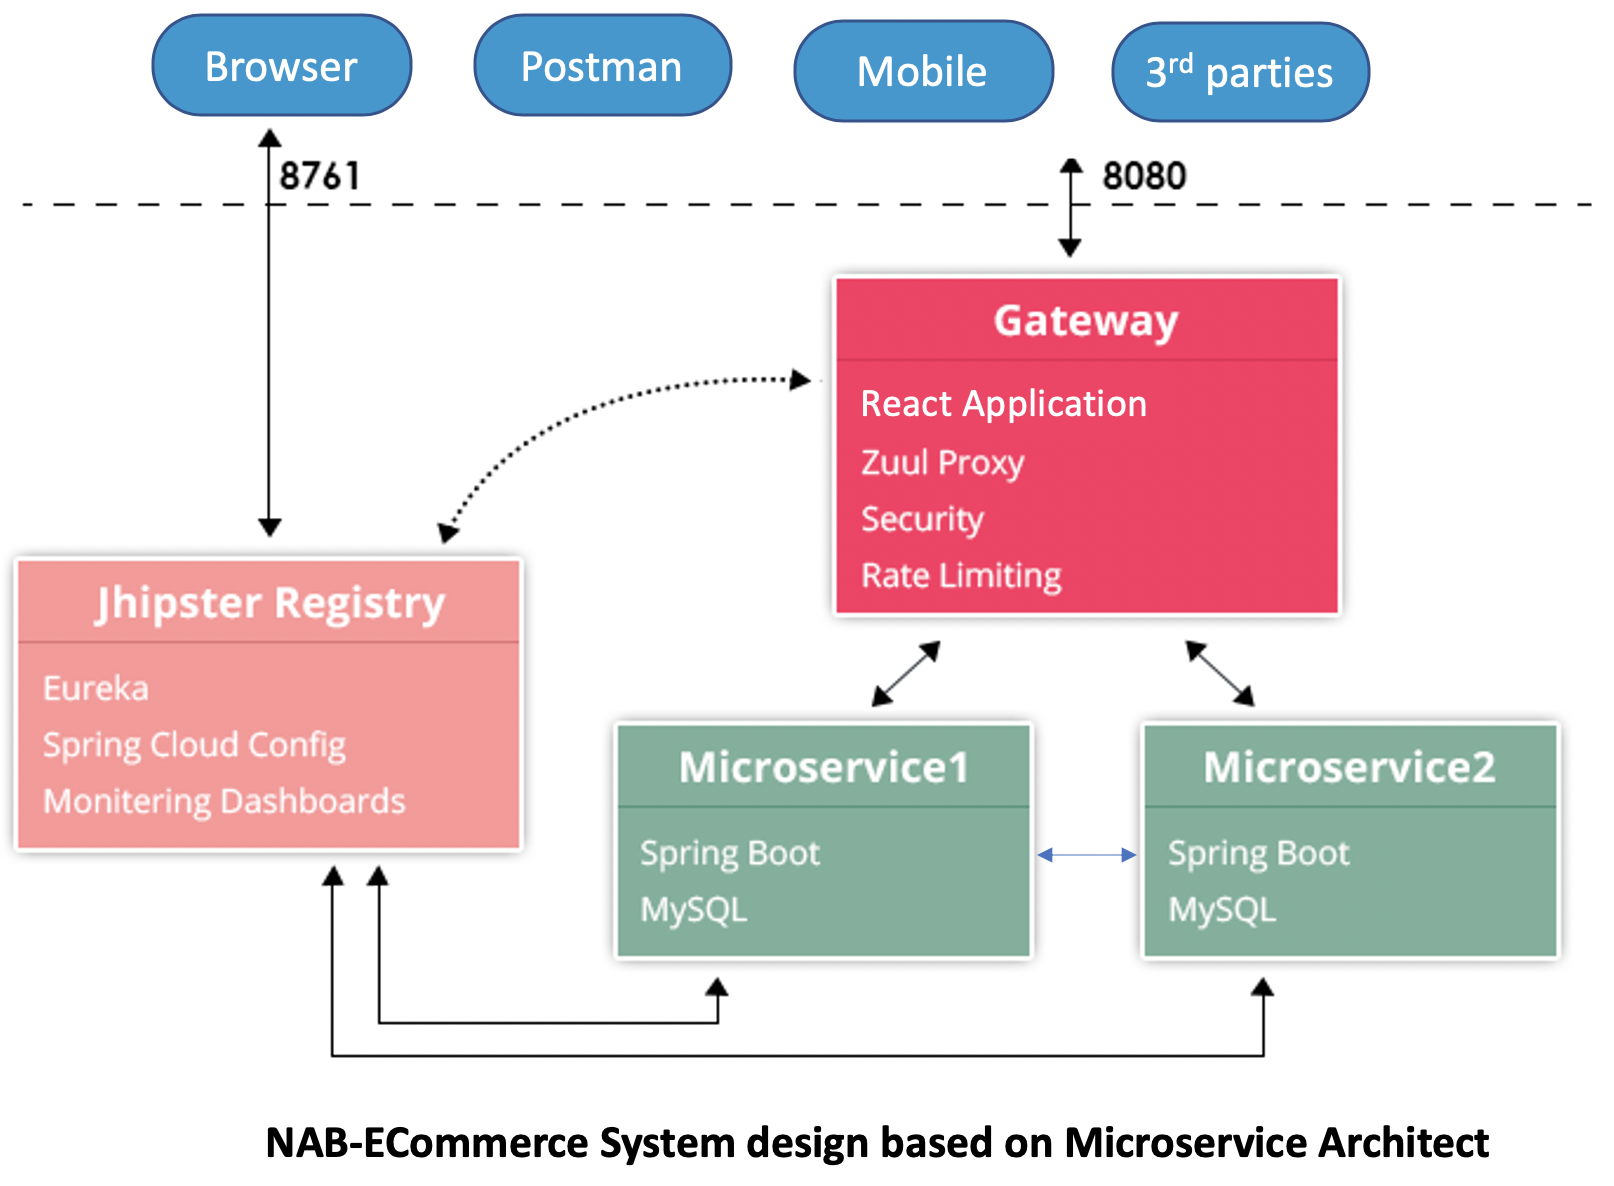 Browser
Postman
Mobile
3rd parties
8761
8080
Gateway
React Application
Zuul Proxy
Security
Rate Limiting
Jhipster Registry
Eureka
Spring Cloud Config
Monitering Dashboards
Microservice1
Spring Boot
MySQL
Microservice2
Spring Boot
MySQL
NAB-ECommerce System design based on Microservice Architect